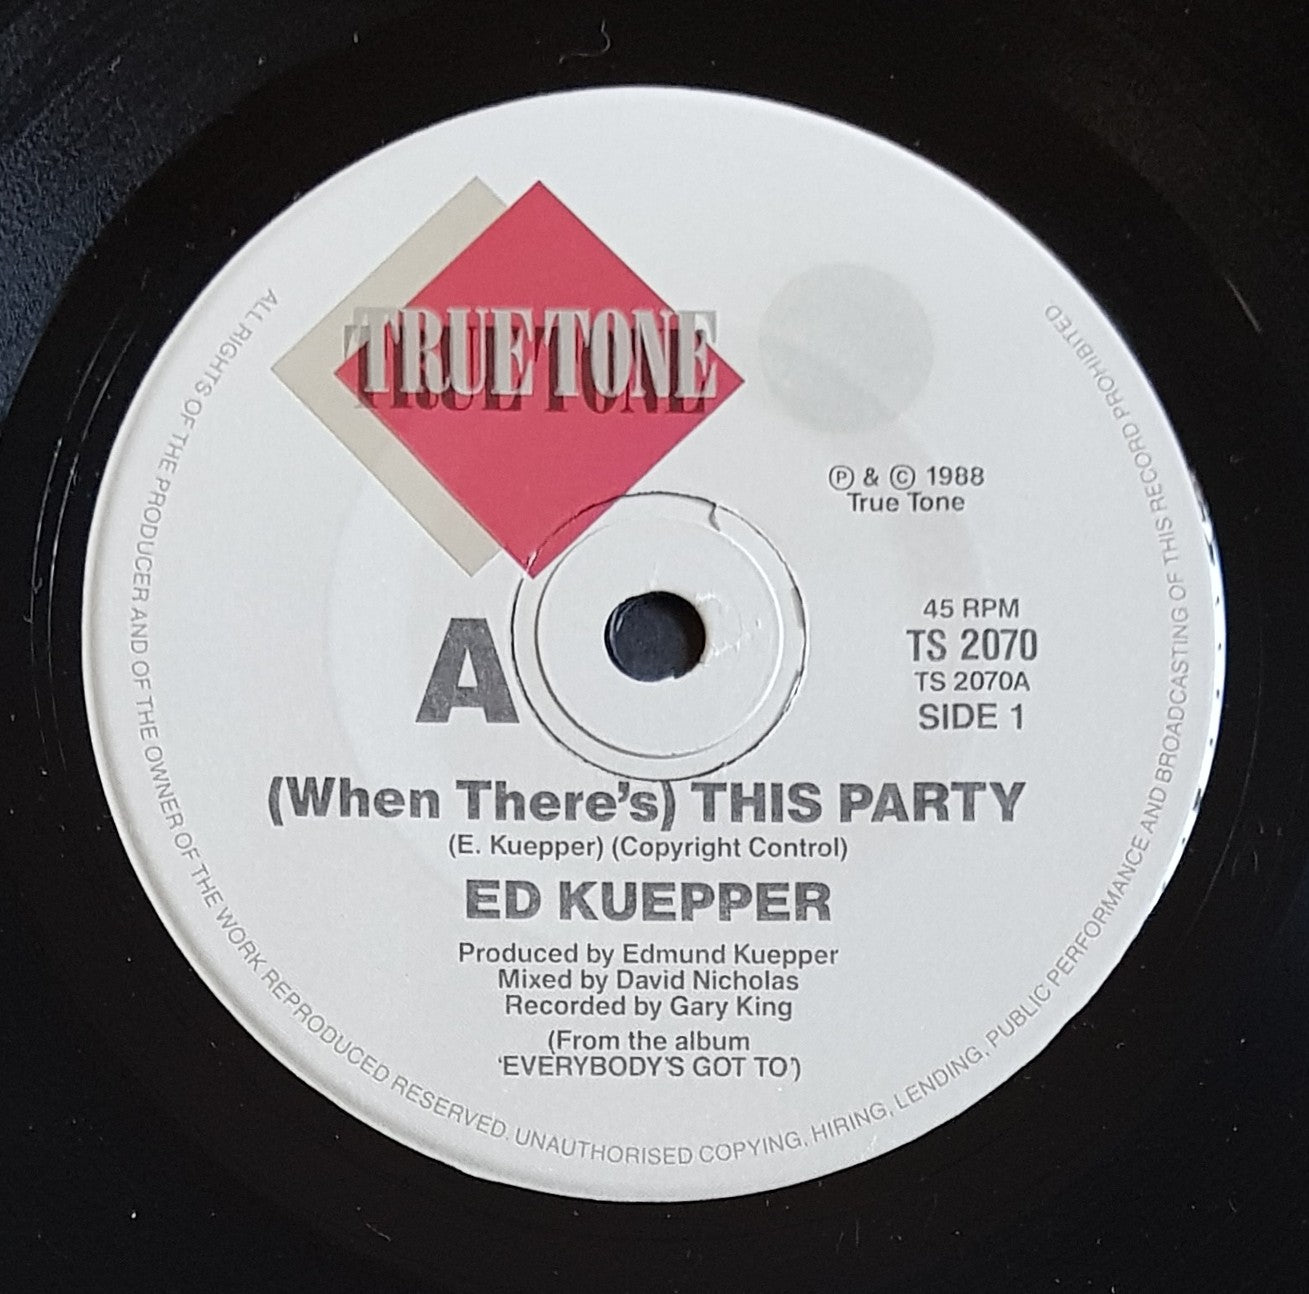 TRUETONE
Ⓟ & © 1988
True Tone
45 RPM
TS 2070
TS 2070A
SIDE 1
A
(When There's) THIS PARTY
(E. Kuepper) (Copyright Control)
ED KUEPPER
Produced by Edmund Kuepper
Mixed by David Nicholas
Recorded by Gary King
(From the album
‘EVERYBODY'S GOT TO’)
ALL RIGHTS OF THE PRODUCER AND OF THE OWNER OF THE WORK REPRODUCED RESERVED. UNAUTHORISED COPYING, HIRING, LENDING, PUBLIC PERFORMANCE AND BROADCASTING OF THIS RECORD PROHIBITED